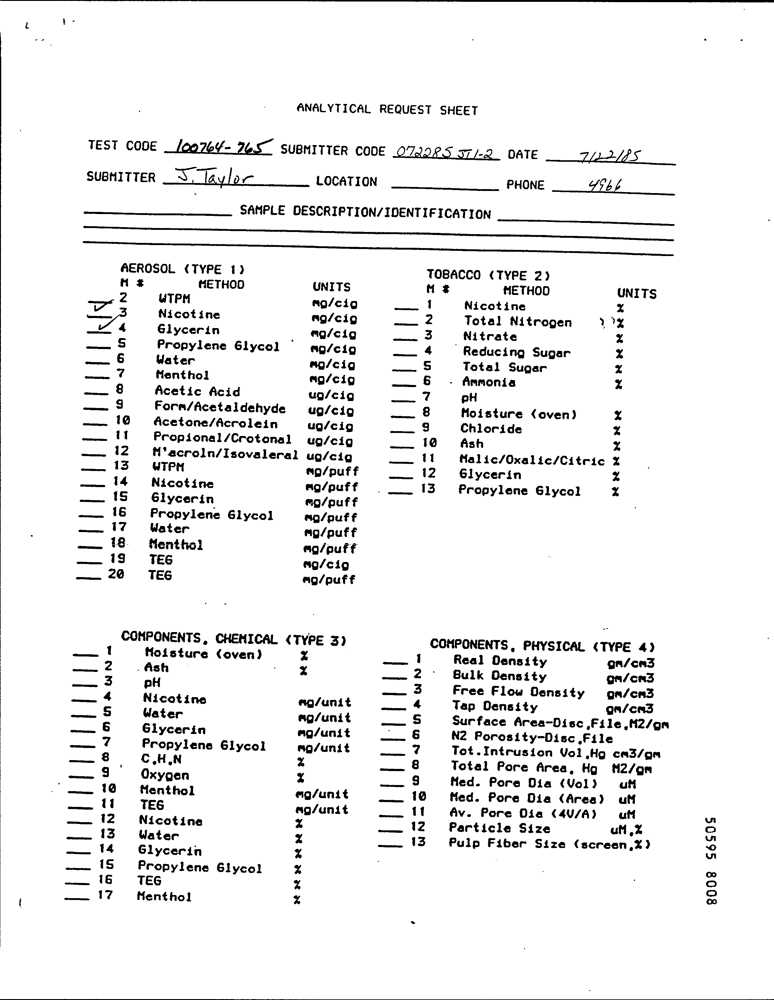 ANALYTICAL REQUEST SHEET
TEST CODE 100764-765 SUBMITTER CODE 072285 JT1-2 DATE 7/22/85
SUBMITTER J. Taylor LOCATION PHONE 4966
SAMPLE DESCRIPTION/IDENTIFICATION
AEROSOL (TYPE 1)
M # METHOD UNITS
2 WTPM mg/cig
3 Nicotine mg/cig
4 Glycerin mg/cig
5 Propylene Glycol mg/cig
6 Water mg/cig
7 Menthol mg/cig
8 Acetic Acid ug/cig
9 Form/Acetaldehyde ug/cig
10 Acetone/Acrolein ug/cig
11 Propional/Crotonal ug/cig
12 M'acroln/Isovaleral ug/cig
13 WTPM mg/puff
14 Nicotine mg/puff
15 Glycerin mg/puff
16 Propylene Glycol mg/puff
17 Water mg/puff
18 Menthol mg/puff
19 TEG mg/cig
20 TEG mg/puff
TOBACCO (TYPE 2)
M # METHOD UNITS
1 Nicotine %
2 Total Nitrogen %
3 Nitrate %
4 Reducing Sugar %
5 Total Sugar %
6 Ammonia %
7 pH
8 Moisture (oven) %
9 Chloride %
10 Ash %
11 Malic/Oxalic/Citric %
12 Glycerin %
13 Propylene Glycol %
COMPONENTS, CHEMICAL (TYPE 3)
1 Moisture (oven) %
2 Ash %
3 pH
4 Nicotine mg/unit
5 Water mg/unit
6 Glycerin mg/unit
7 Propylene Glycol mg/unit
8 C,H,N %
9 Oxygen %
10 Menthol mg/unit
11 TEG mg/unit
12 Nicotine %
13 Water %
14 Glycerin %
15 Propylene Glycol %
16 TEG %
17 Menthol %
COMPONENTS, PHYSICAL (TYPE 4)
1 Real Density gm/cm3
2 Bulk Density gm/cm3
3 Free Flow Density gm/cm3
4 Tap Density gm/cm3
5 Surface Area-Disc,File,M2/gm
6 N2 Porosity-Disc,File
7 Tot.Intrusion Vol,Hg cm3/gm
8 Total Pore Area, Hg M2/gm
9 Med. Pore Dia (Vol) uM
10 Med. Pore Dia (Area) uM
11 Av. Pore Dia (4V/A) uM
12 Particle Size uM,%
13 Pulp Fiber Size (screen,%)
50595 8008